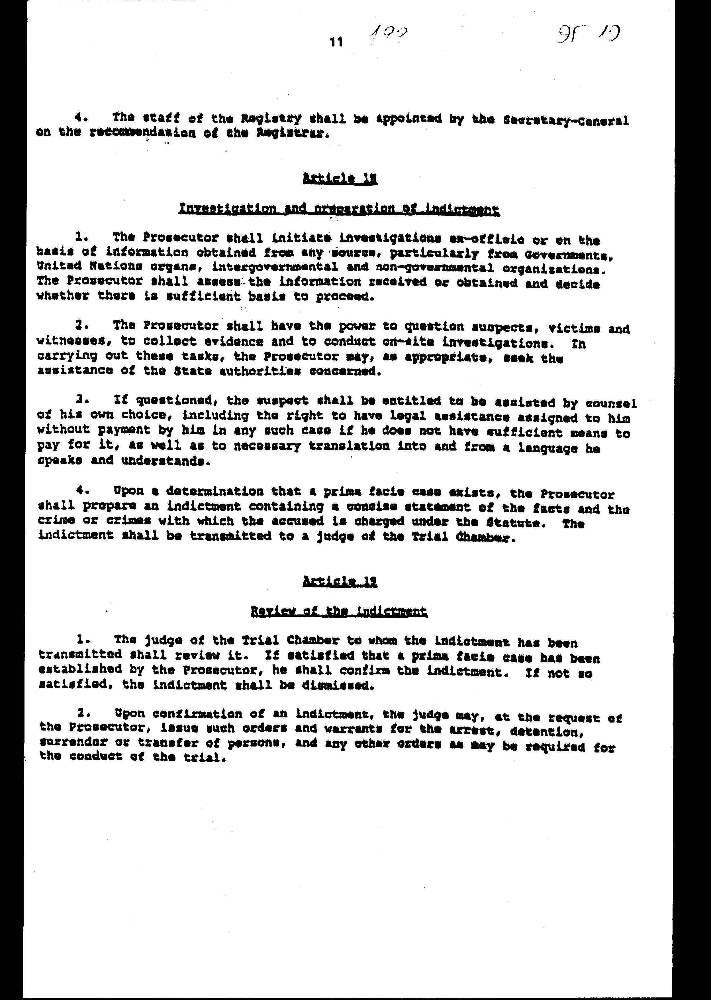 11 199
4. The staff of the Registry shall be appointed by the Secretary-General
on the recommendation of the Registrar.
Article 18
Investigation and preparation of indictment
1. The Prosecutor shall initiate investigations ex-officio or on the
basis of information obtained from any source, particularly from Governments,
United Nations organs, intergovernmental and non-governmental organizations.
The Prosecutor shall assess the information received or obtained and decide
whether there is sufficient basis to proceed.
2. The Prosecutor shall have the power to question suspects, victims and
witnesses, to collect evidence and to conduct on-site investigations. In
carrying out these tasks, the Prosecutor may, as appropriate, seek the
assistance of the State authorities concerned.
3. If questioned, the suspect shall be entitled to be assisted by counsel
of his own choice, including the right to have legal assistance assigned to him
without payment by him in any such case if he does not have sufficient means to
pay for it, as well as to necessary translation into and from a language he
speaks and understands.
4. Upon a determination that a prima facie case exists, the Prosecutor
shall prepare an indictment containing a concise statement of the facts and the
crime or crimes with which the accused is charged under the Statute. The
indictment shall be transmitted to a judge of the Trial Chamber.
Article 19
Review of the indictment
1. The judge of the Trial Chamber to whom the indictment has been
transmitted shall review it. If satisfied that a prima facie case has been
established by the Prosecutor, he shall confirm the indictment. If not so
satisfied, the indictment shall be dismissed.
2. Upon confirmation of an indictment, the judge may, at the request of
the Prosecutor, issue such orders and warrants for the arrest, detention,
surrender or transfer of persons, and any other orders as may be required for
the conduct of the trial.